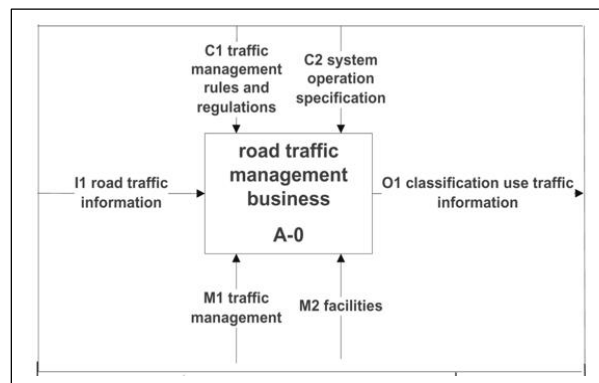 C1 traffic
management
rules and
regulations
C2 system
operation
specification
road traffic
management
business
A-0
I1 road traffic
information
O1 classification use traffic
information
M1 traffic
management
M2 facilities